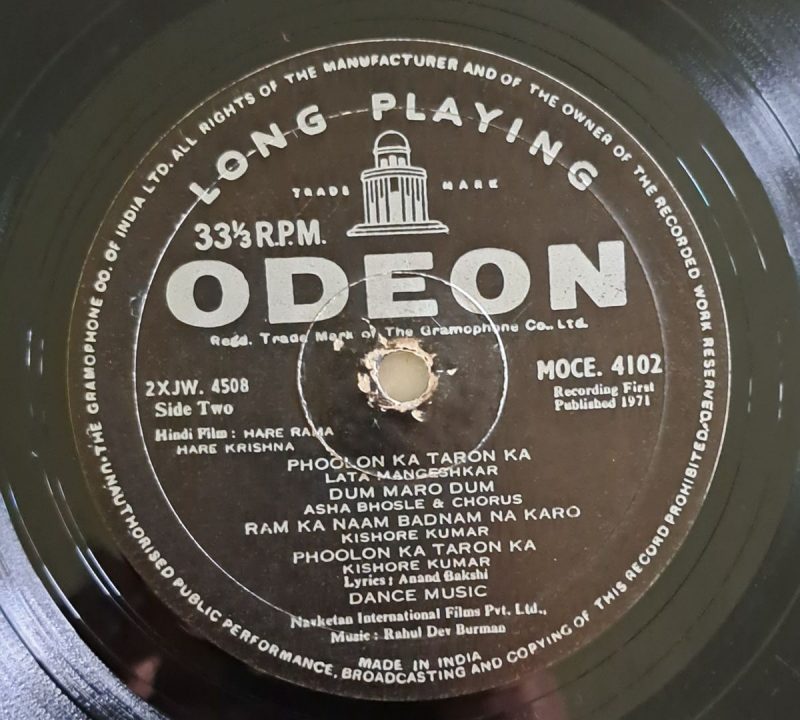 THE GRAMOPHONE CO. OF INDIA LTD. ALL RIGHTS OF THE MANUFACTURER AND OF THE OWNER OF THE RECORDED WORK RESERVED
UNAUTHORISED PUBLIC PERFORMANCE, BROADCASTING AND COPYING OF THIS RECORD PROHIBITED
LONG PLAYING
TRADE MARK
33⅓ R.P.M.
ODEON
Regd. Trade Mark of The Gramophone Co., Ltd.
2XJW. 4508
Side Two
MOCE. 4102
Recording First
Published 1971
Hindi Film : HARE RAMA
HARE KRISHNA
PHOOLON KA TARON KA
LATA MANGESHKAR
DUM MARO DUM
ASHA BHOSLE & CHORUS
RAM KA NAAM BADNAM NA KARO
KISHORE KUMAR
PHOOLON KA TARON KA
KISHORE KUMAR
Lyrics : Anand Bakshi
DANCE MUSIC
Navketan International Films Pvt. Ltd.,
Music : Rahul Dev Burman
MADE IN INDIA